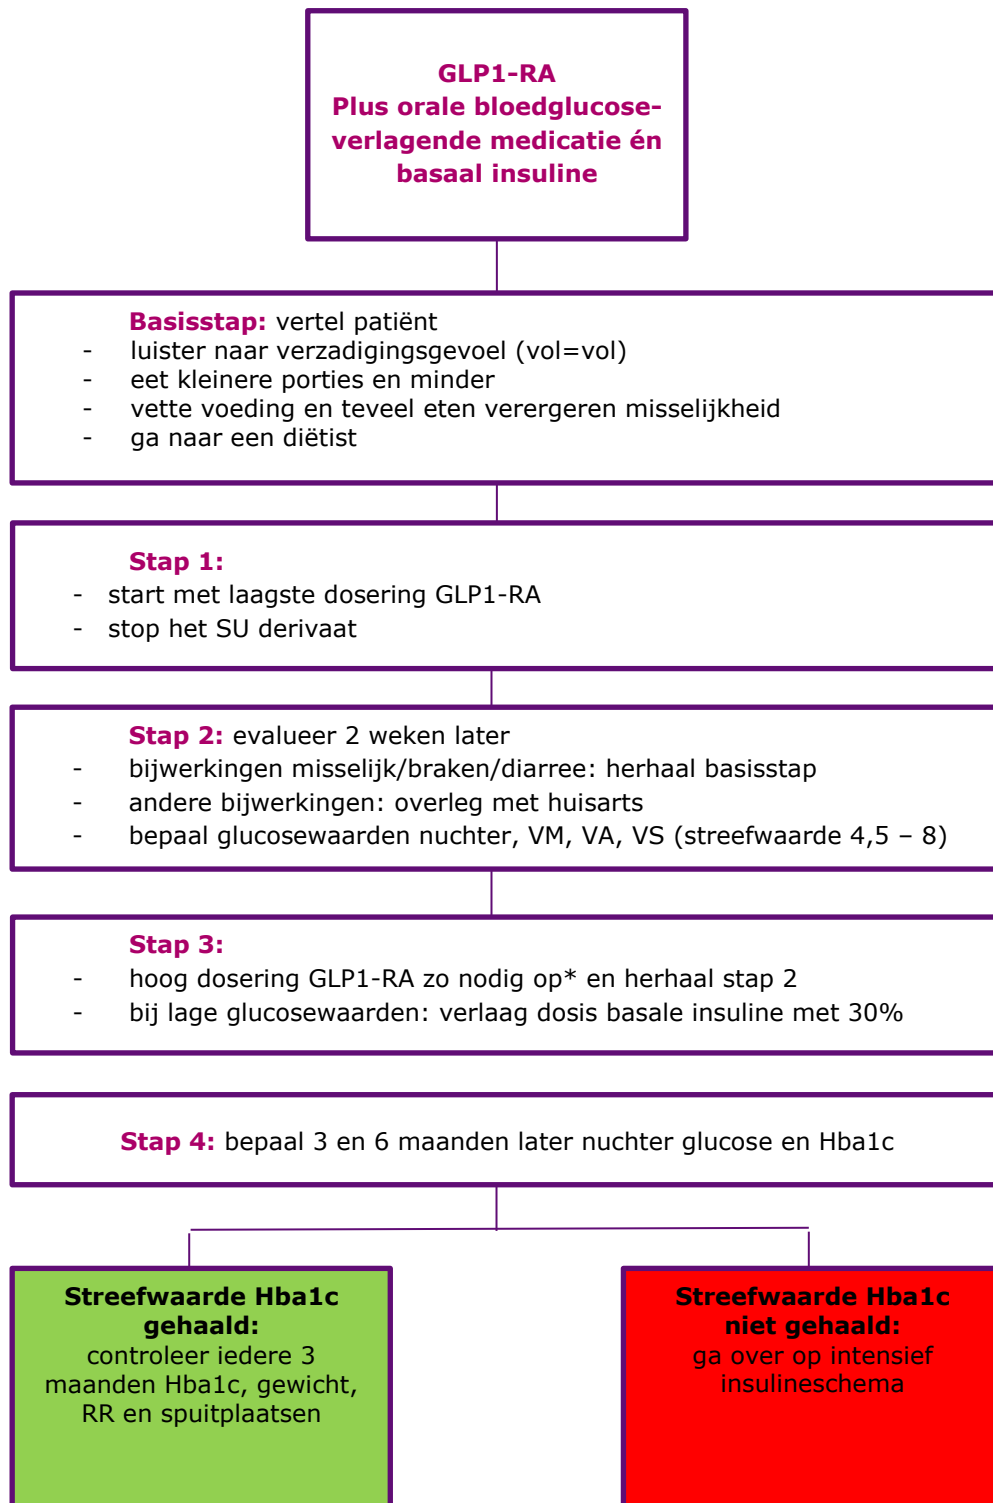 GLP1-RA
Plus orale bloedglucose-
verlagende medicatie én
basaal insuline
Basisstap: vertel patiënt
- luister naar verzadigingsgevoel (vol=vol)
- eet kleinere porties en minder
- vette voeding en teveel eten verergeren misselijkheid
- ga naar een diëtist
Stap 1:
- start met laagste dosering GLP1-RA
- stop het SU derivaat
Stap 2: evalueer 2 weken later
- bijwerkingen misselijk/braken/diarree: herhaal basisstap
- andere bijwerkingen: overleg met huisarts
- bepaal glucosewaarden nuchter, VM, VA, VS (streefwaarde 4,5 – 8)
Stap 3:
- hoog dosering GLP1-RA zo nodig op* en herhaal stap 2
- bij lage glucosewaarden: verlaag dosis basale insuline met 30%
Stap 4: bepaal 3 en 6 maanden later nuchter glucose en Hba1c
Streefwaarde Hba1c
gehaald:
controleer iedere 3
maanden Hba1c, gewicht,
RR en spuitplaatsen
Streefwaarde Hba1c
niet gehaald:
ga over op intensief
insulineschema